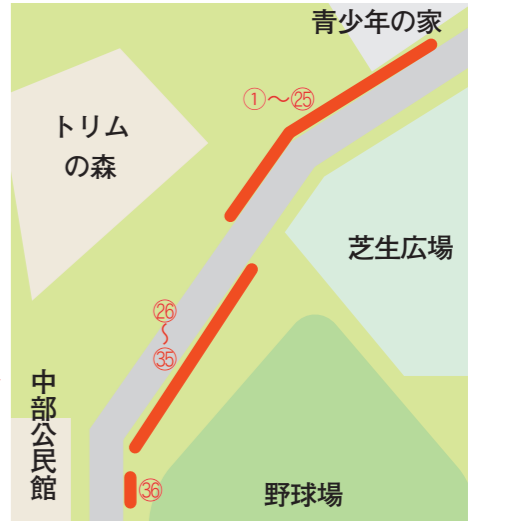 青少年の家
①〜㉕
トリム
の森
芝生広場
㉖〜㉟
中部公民館
㊱
野球場